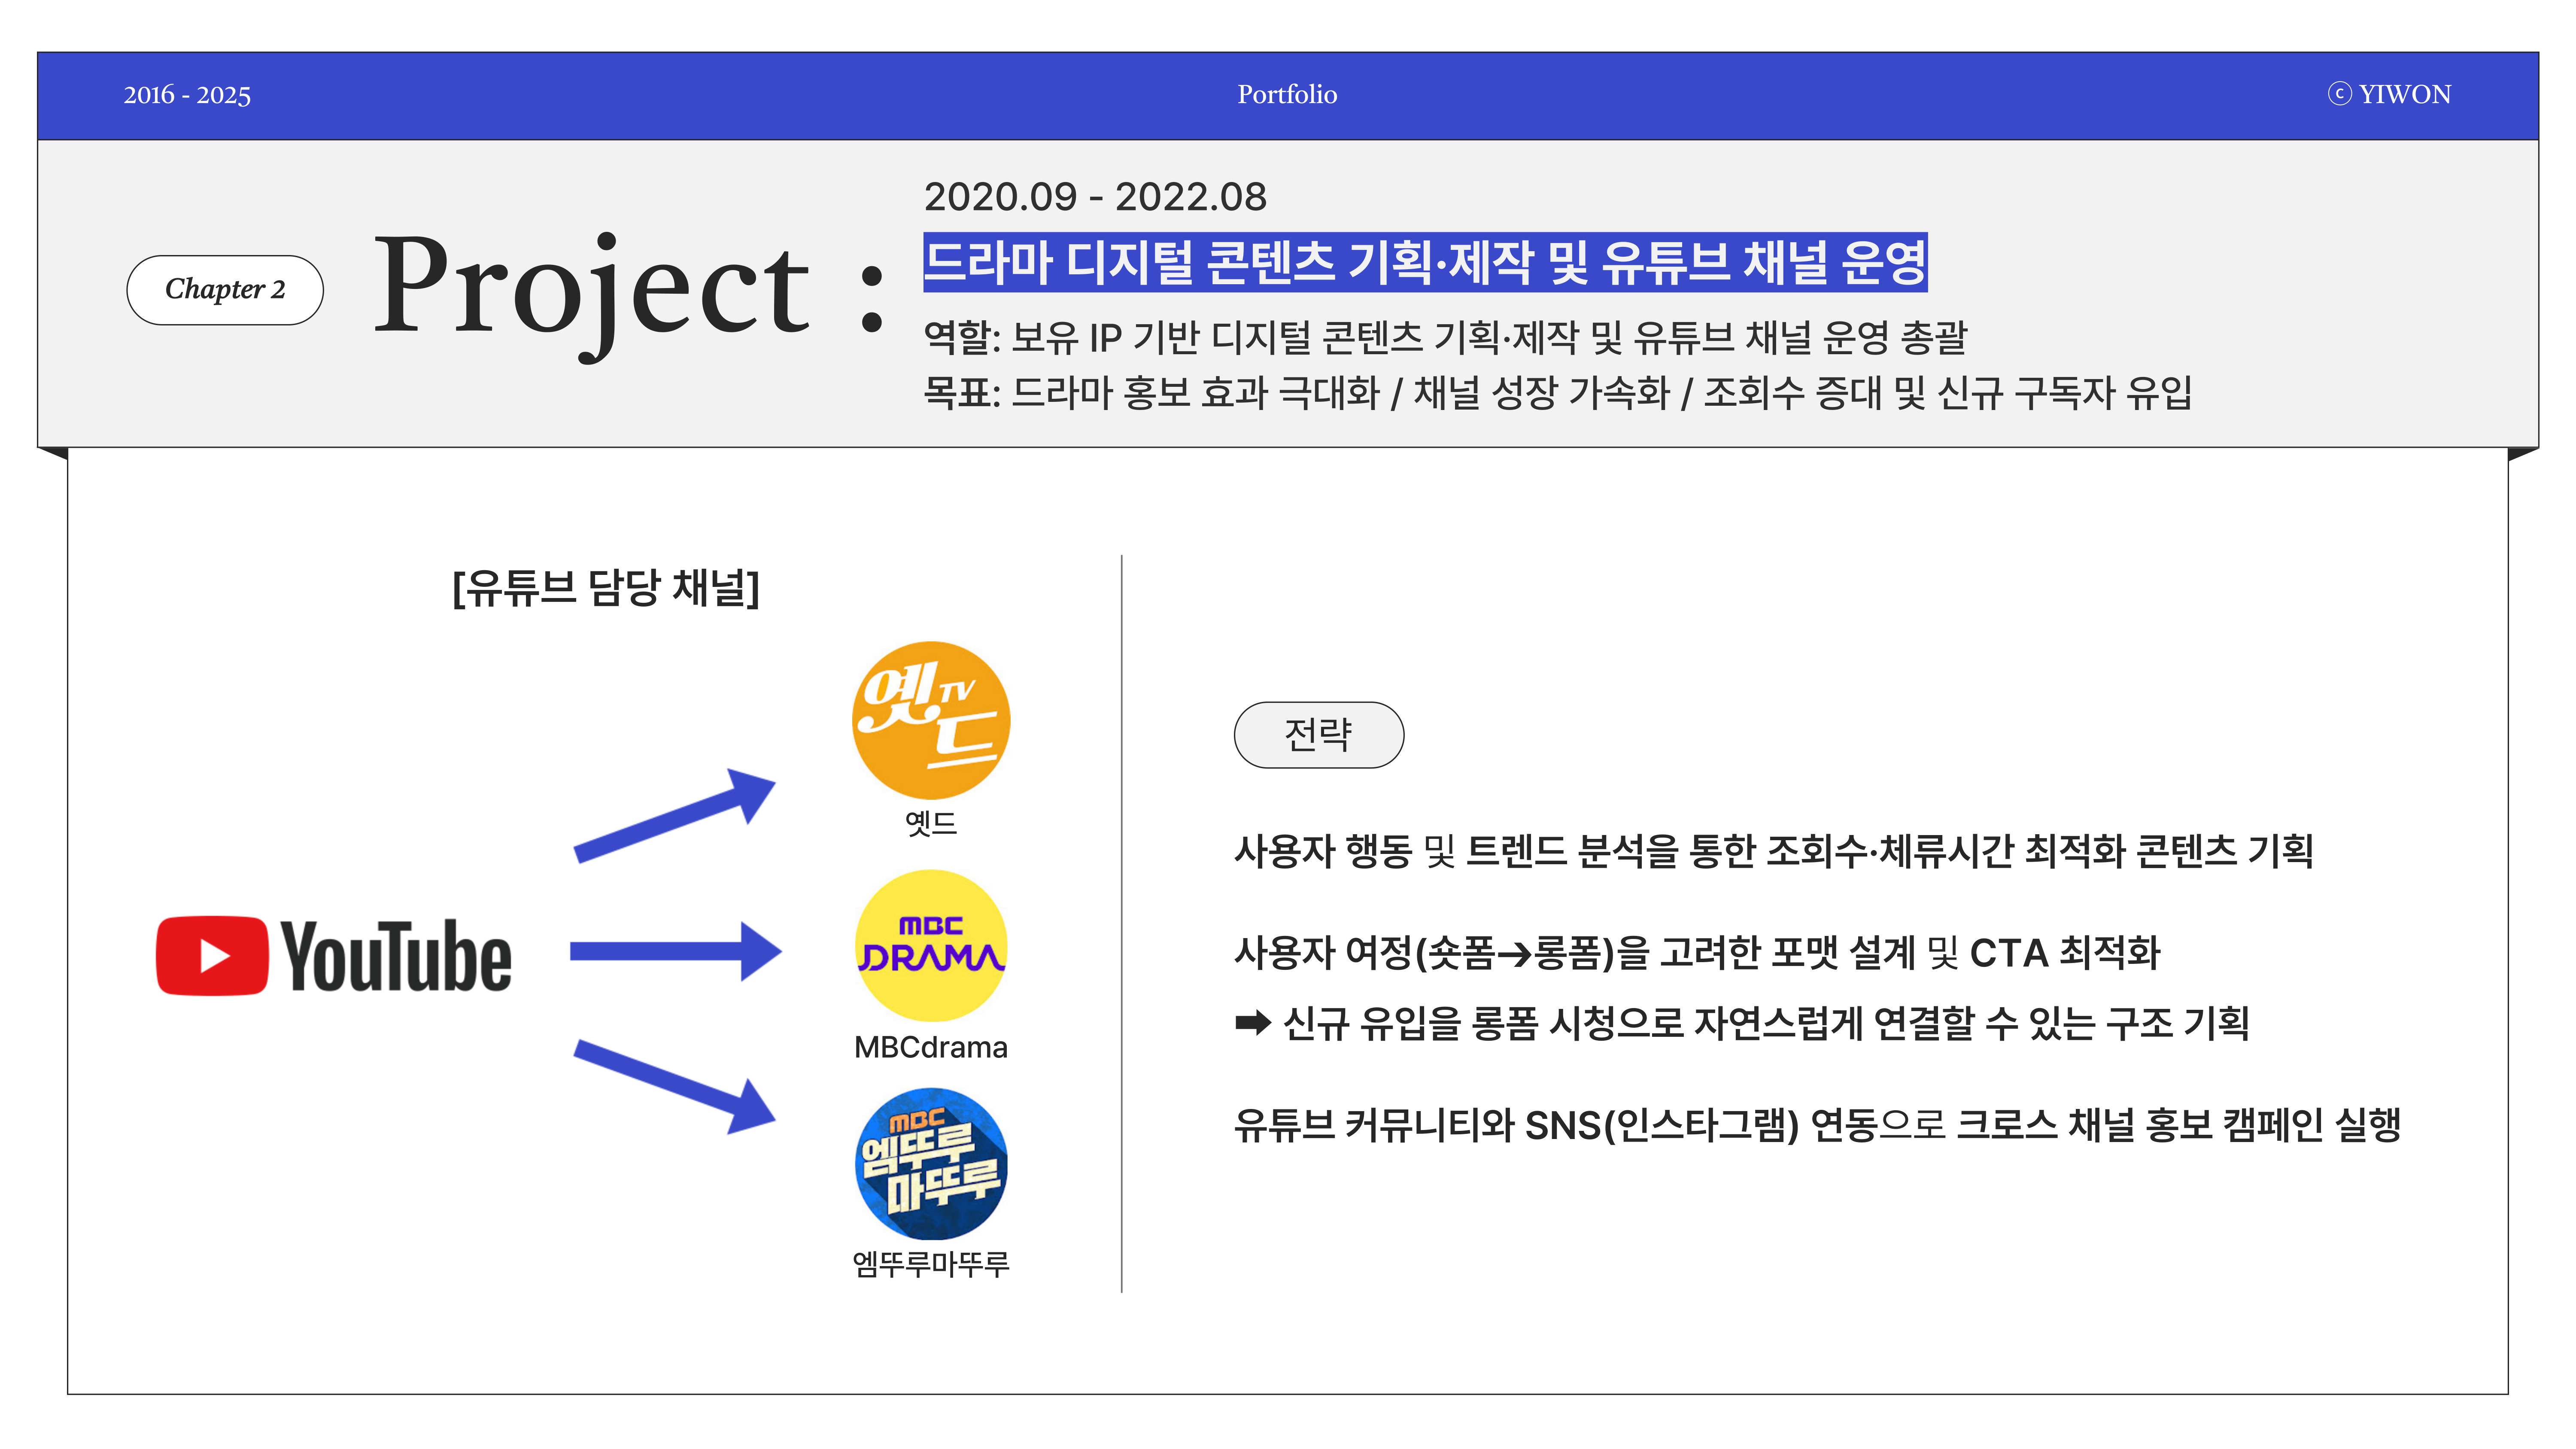 2016 - 2025
Portfolio
ⓒ YIWON
Chapter 2
Project :
2020.09 - 2022.08
드라마 디지털 콘텐츠 기획·제작 및 유튜브 채널 운영
역할: 보유 IP 기반 디지털 콘텐츠 기획·제작 및 유튜브 채널 운영 총괄
목표: 드라마 홍보 효과 극대화 / 채널 성장 가속화 / 조회수 증대 및 신규 구독자 유입
[유튜브 담당 채널]
YouTube
옛드 TV
옛드
MBC
DRAMA
MBCdrama
MBC
엠뚜루
마뚜루
엠뚜루마뚜루
전략
사용자 행동 및 트렌드 분석을 통한 조회수·체류시간 최적화 콘텐츠 기획
사용자 여정(숏폼➔롱폼)을 고려한 포맷 설계 및 CTA 최적화
➡ 신규 유입을 롱폼 시청으로 자연스럽게 연결할 수 있는 구조 기획
유튜브 커뮤니티와 SNS(인스타그램) 연동으로 크로스 채널 홍보 캠페인 실행